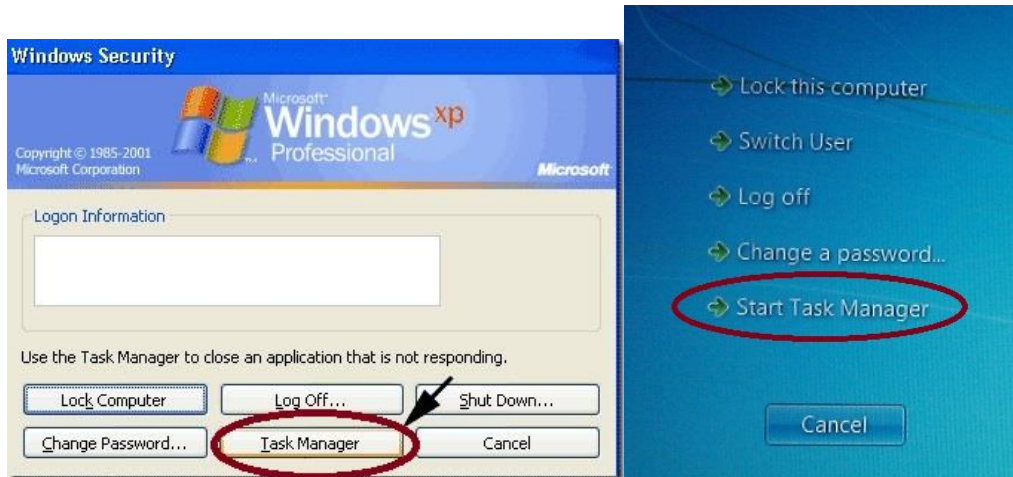 Windows Security
Microsoft
Windows xp
Professional
Copyright © 1985-2001
Microsoft Corporation
Microsoft
Logon Information
Use the Task Manager to close an application that is not responding.
Lock Computer
Log Off...
Shut Down...
Change Password...
Task Manager
Cancel
Lock this computer
Switch User
Log off
Change a password...
Start Task Manager
Cancel